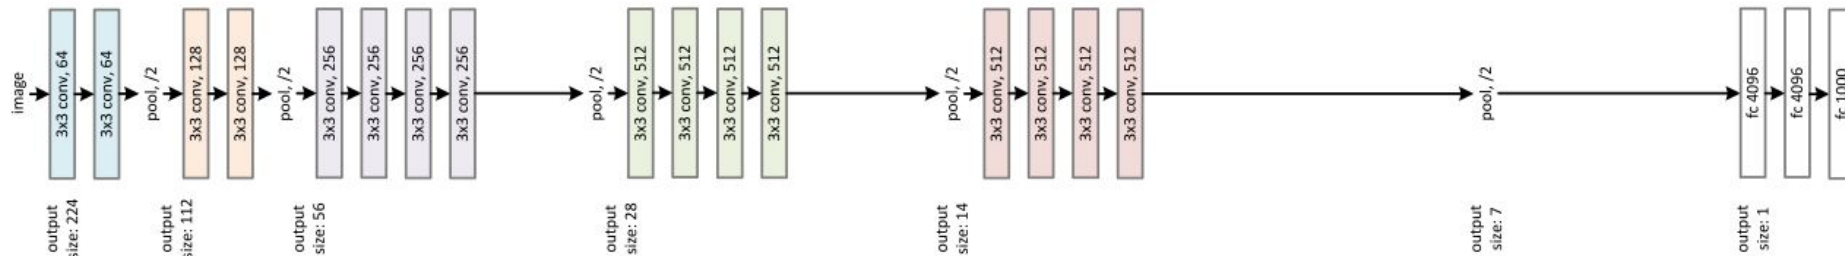 image
3x3 conv, 64
3x3 conv, 64
pool, /2
3x3 conv, 128
3x3 conv, 128
pool, /2
3x3 conv, 256
3x3 conv, 256
3x3 conv, 256
3x3 conv, 256
pool, /2
3x3 conv, 512
3x3 conv, 512
3x3 conv, 512
3x3 conv, 512
pool, /2
3x3 conv, 512
3x3 conv, 512
3x3 conv, 512
3x3 conv, 512
pool, /2
fc 4096
fc 4096
fc 1000
output
size: 224
output
size: 112
output
size: 56
output
size: 28
output
size: 14
output
size: 7
output
size: 1